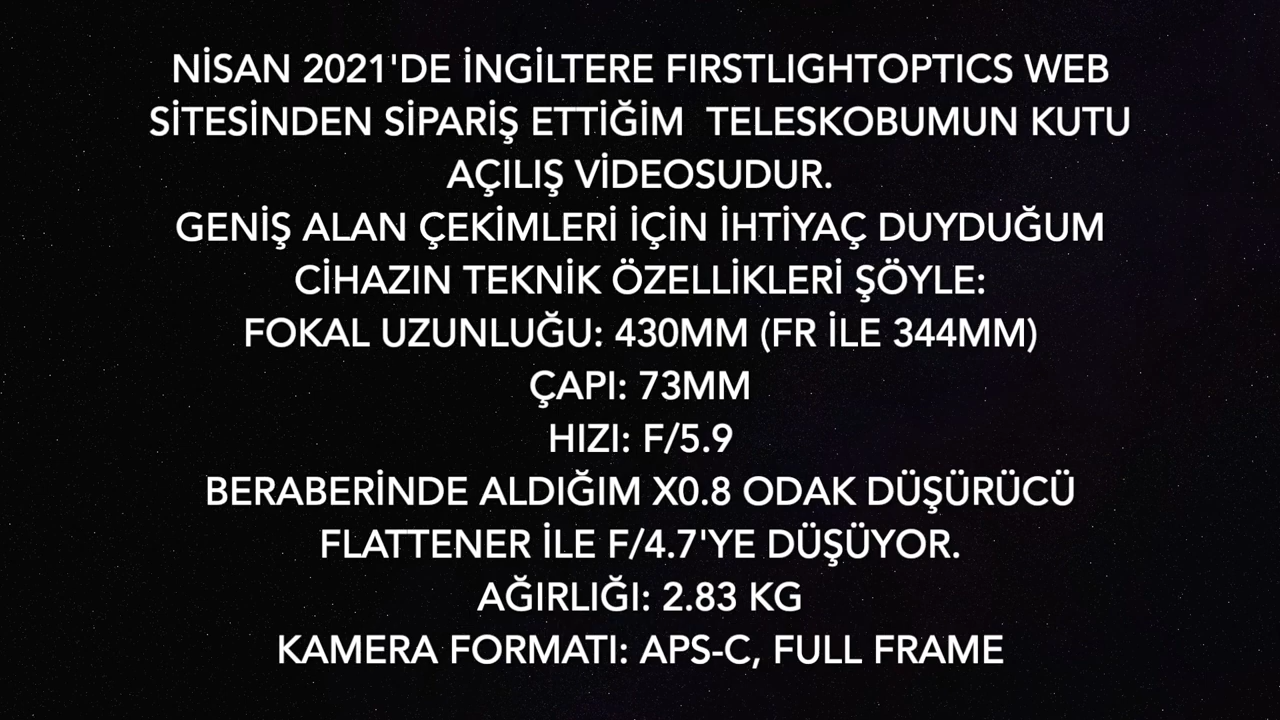 NİSAN 2021'DE İNGİLTERE FIRSTLIGHTOPTICS WEB
SİTESİNDEN SİPARİŞ ETTİĞİM  TELESKOBUMUN KUTU
AÇILIŞ VİDEOSUDUR.
GENİŞ ALAN ÇEKİMLERİ İÇİN İHTİYAÇ DUYDUĞUM
CİHAZIN TEKNİK ÖZELLİKLERİ ŞÖYLE:
FOKAL UZUNLUĞU: 430MM (FR İLE 344MM)
ÇAPI: 73MM
HIZI: F/5.9
BERABERİNDE ALDIĞIM X0.8 ODAK DÜŞÜRÜCÜ
FLATTENER İLE F/4.7'YE DÜŞÜYOR.
AĞIRLIĞI: 2.83 KG
KAMERA FORMATI: APS-C, FULL FRAME